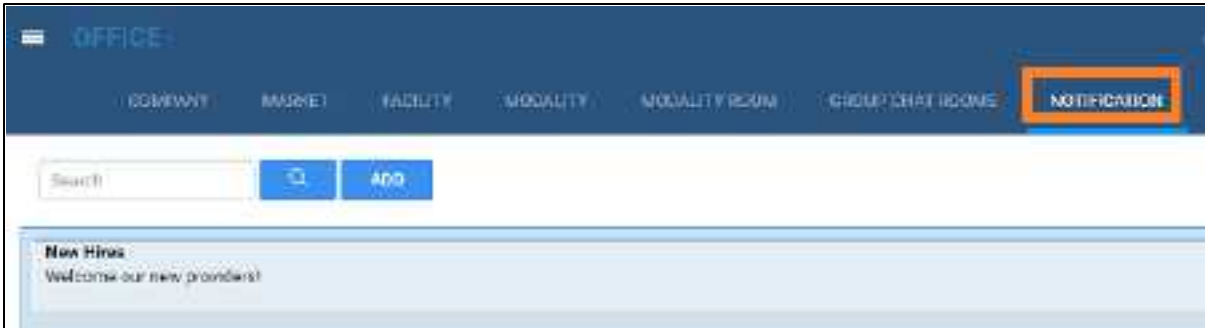 OFFICE
COMPANY MARKET FACILITY MODALITY MODALITY ROOM GROUP CHAT ROOMS NOTIFICATION
Search ADD
New Hires
Welcome our new providers!